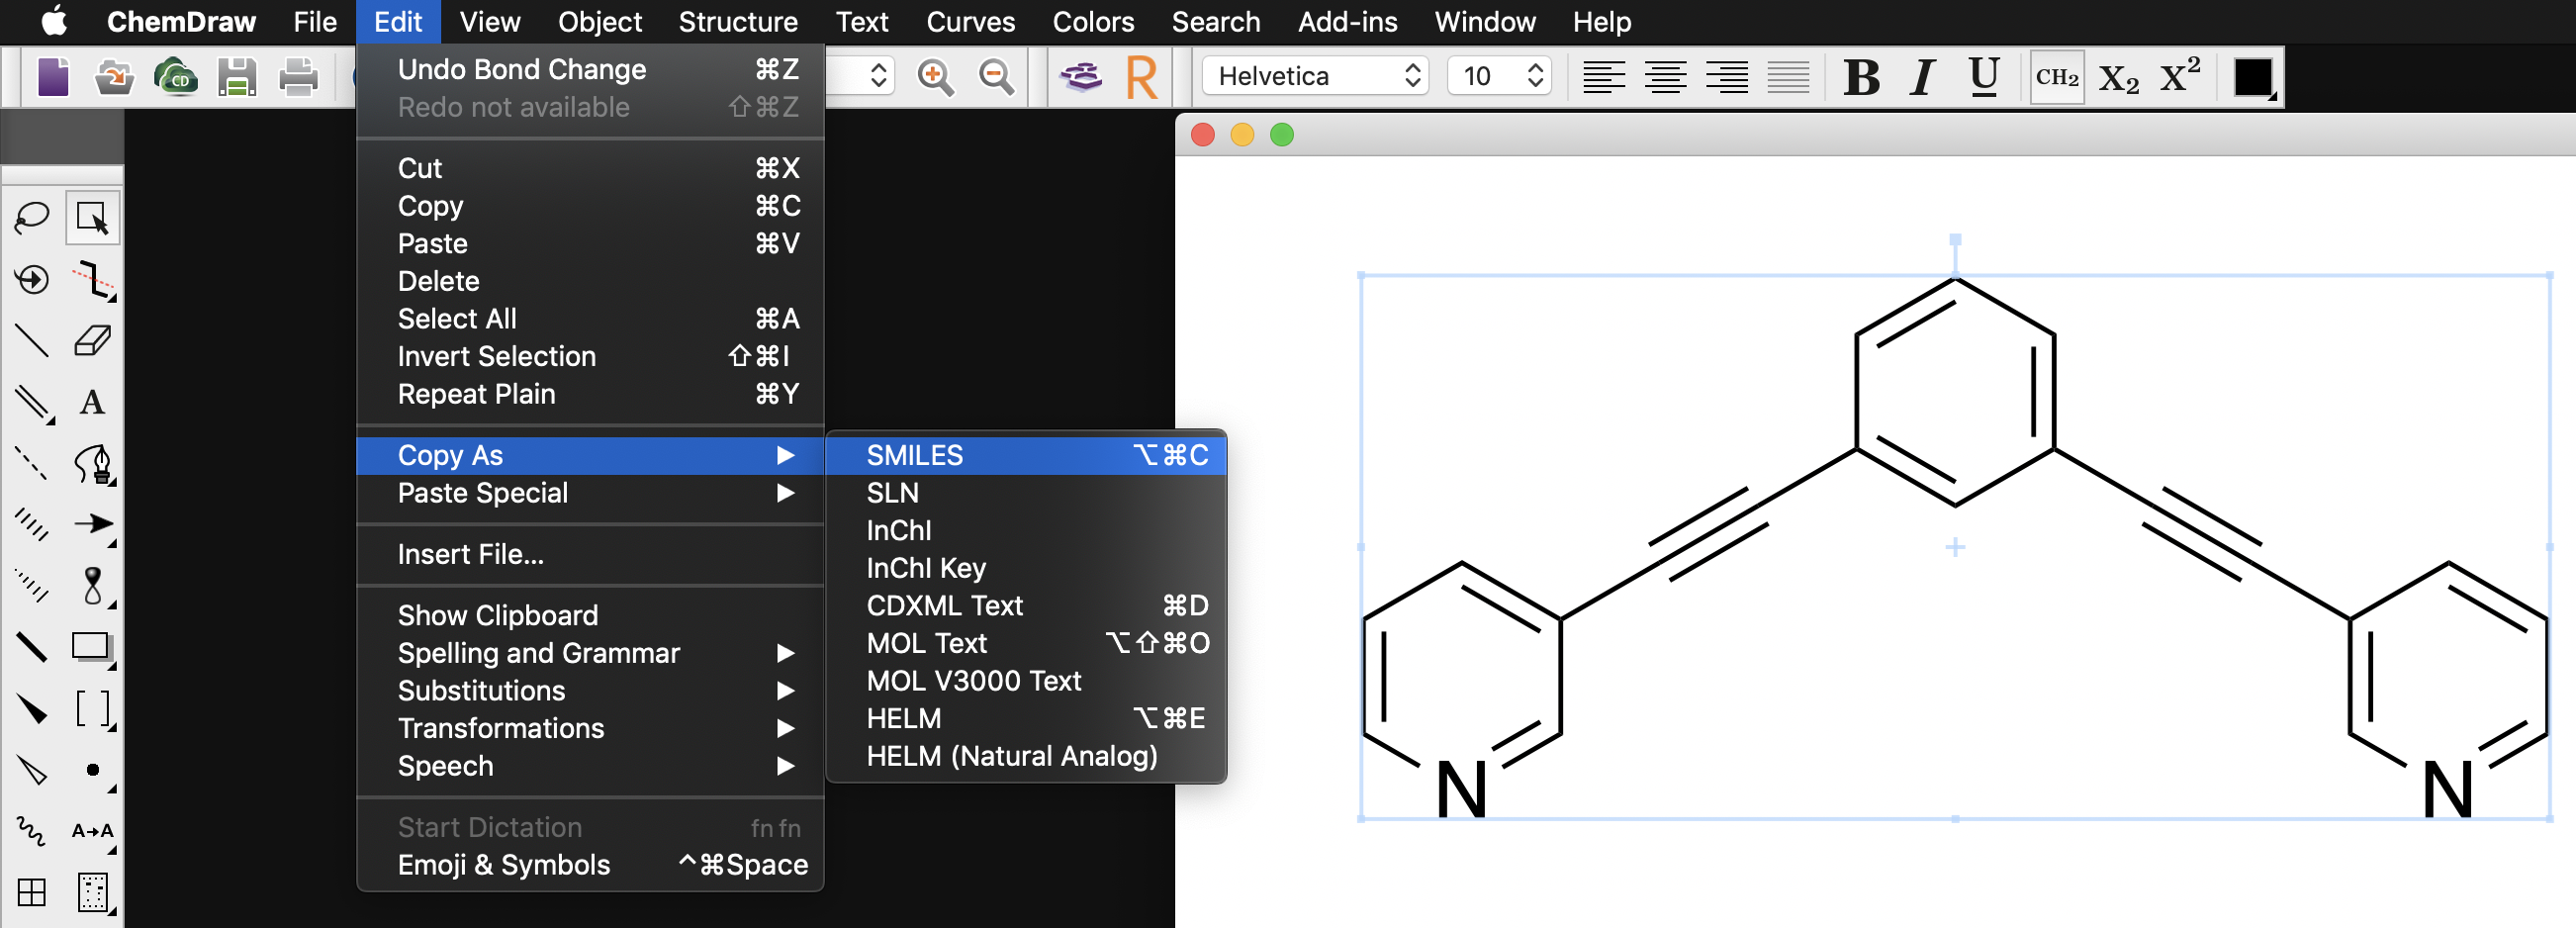 ChemDraw File Edit View Object Structure Text Curves Colors Search Add-ins Window Help
CD R Helvetica 10 B I U CH₂ X₂ X²
Undo Bond Change ⌘Z
Redo not available ⇧⌘Z
Cut ⌘X
Copy ⌘C
Paste ⌘V
Delete
Select All ⌘A
Invert Selection ⇧⌘I
Repeat Plain ⌘Y
Copy As ▶
Paste Special ▶
Insert File...
Show Clipboard
Spelling and Grammar ▶
Substitutions ▶
Transformations ▶
Speech ▶
Start Dictation fn fn
Emoji & Symbols ^⌘Space
SMILES ⌥⌘C
SLN
InChI
InChI Key
CDXML Text ⌘D
MOL Text ⌥⇧⌘O
MOL V3000 Text
HELM ⌥⌘E
HELM (Natural Analog)
A
A→A
N N